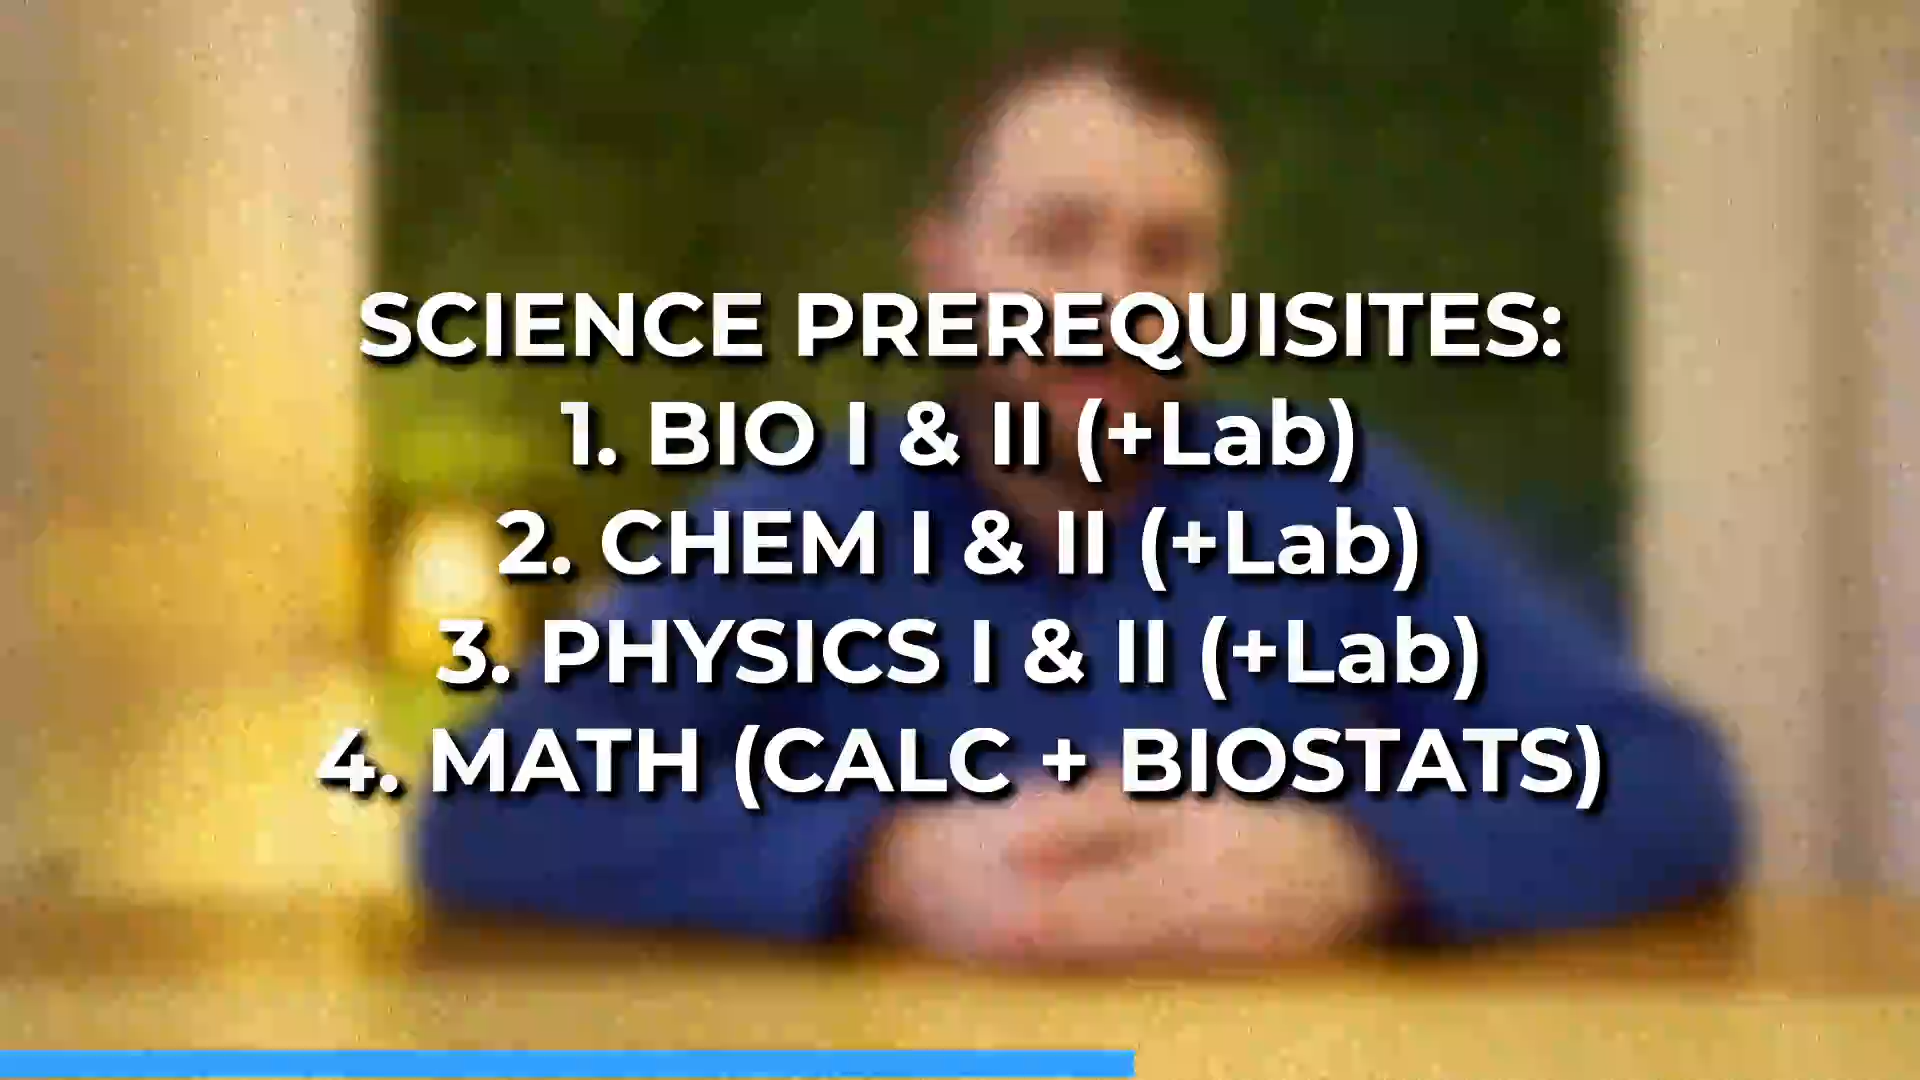 SCIENCE PREREQUISITES:
1. BIO I & II (+Lab)
2. CHEM I & II (+Lab)
3. PHYSICS I & II (+Lab)
4. MATH (CALC + BIOSTATS)